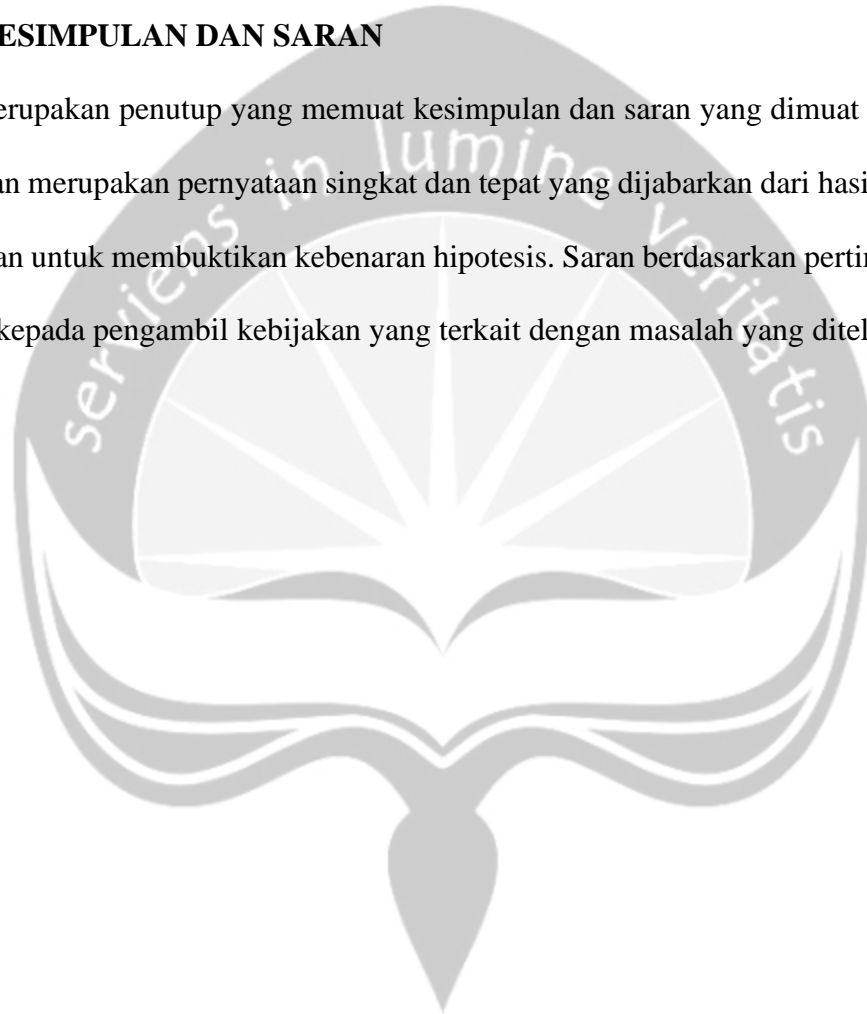 ESIMPULAN DAN SARAN
erupakan penutup yang memuat kesimpulan dan saran yang dimuat
an merupakan pernyataan singkat dan tepat yang dijabarkan dari hasi
an untuk membuktikan kebenaran hipotesis. Saran berdasarkan pertin
kepada pengambil kebijakan yang terkait dengan masalah yang ditel
serviens in lumine veritatis